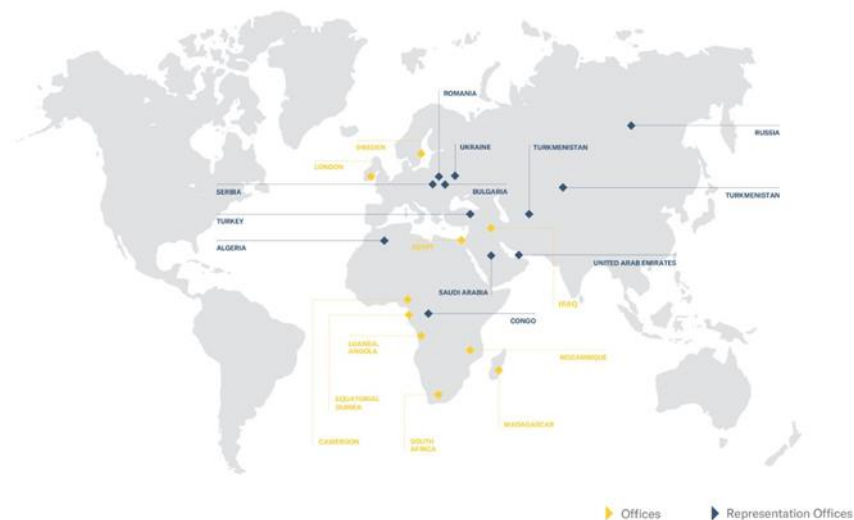 ROMANIA
RUSSIA
SWEDEN
UKRAINE
TURKMENISTAN
LONDON
SERBIA
BULGARIA
TURKMENISTAN
TURKEY
ALGERIA
EGYPT
UNITED ARAB EMIRATES
SAUDI ARABIA
IRAQ
CONGO
LUANDA,
ANGOLA
MOZAMBIQUE
EQUATORIAL
GUINEA
MADAGASCAR
CAMEROON
SOUTH
AFRICA
Offices
Representation Offices